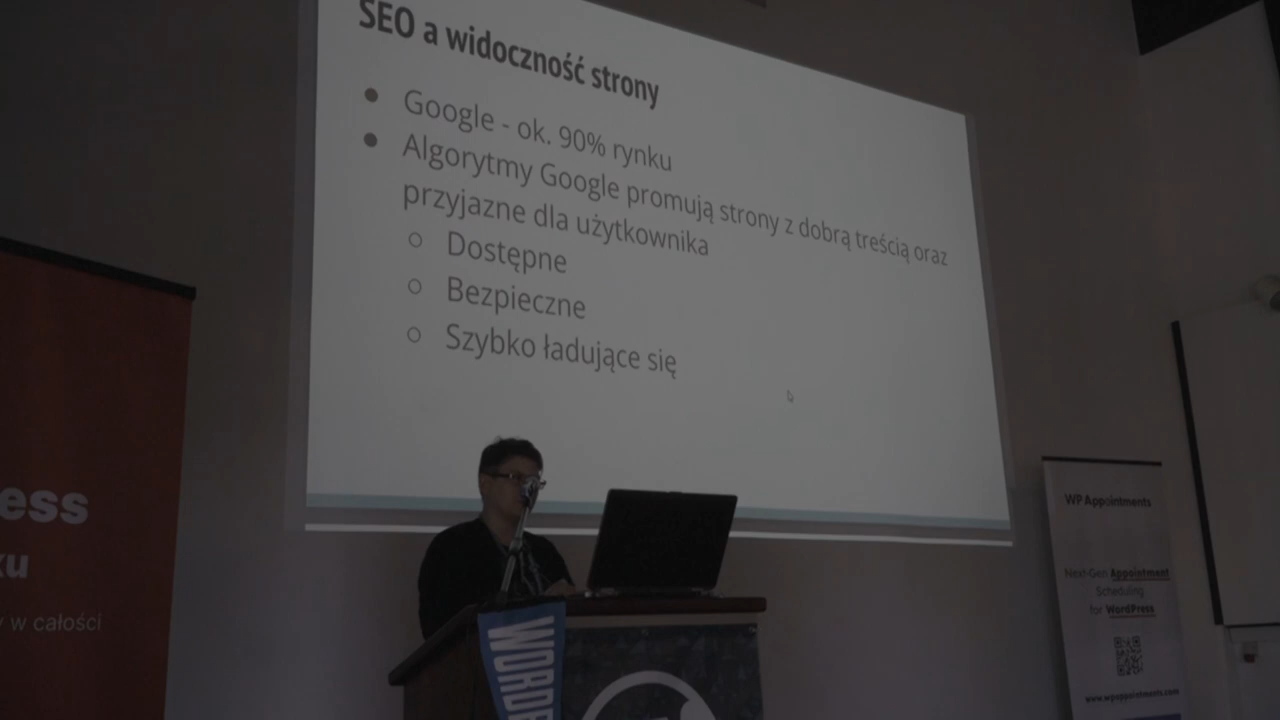 SEO a widoczność strony
Google - ok. 90% rynku
Algorytmy Google promują strony z dobrą treścią oraz
przyjazne dla użytkownika
Dostępne
Bezpieczne
Szybko ładujące się
ess
ku
w całości
WORD
WP Appointments
Next-Gen Appointment
Scheduling
for WordPress
www.wpappointments.com